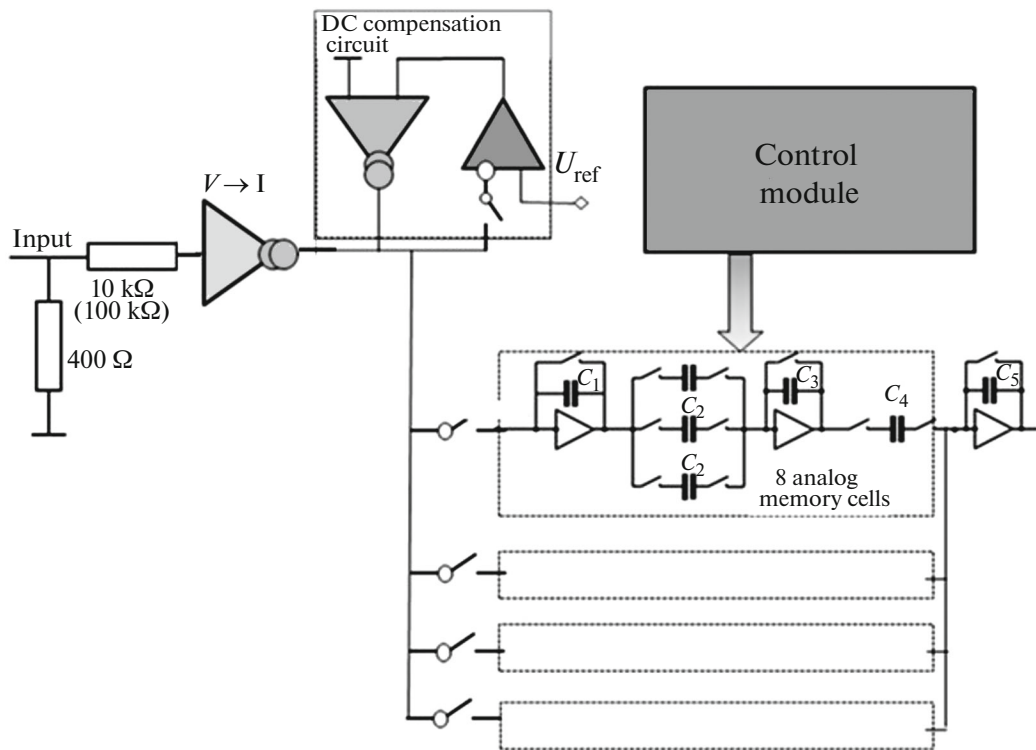 DC compensation
circuit
U_ref
Control
module
V → I
Input
10 kΩ
(100 kΩ)
400 Ω
C_1
C_2
C_2
C_3
C_4
C_5
8 analog
memory cells